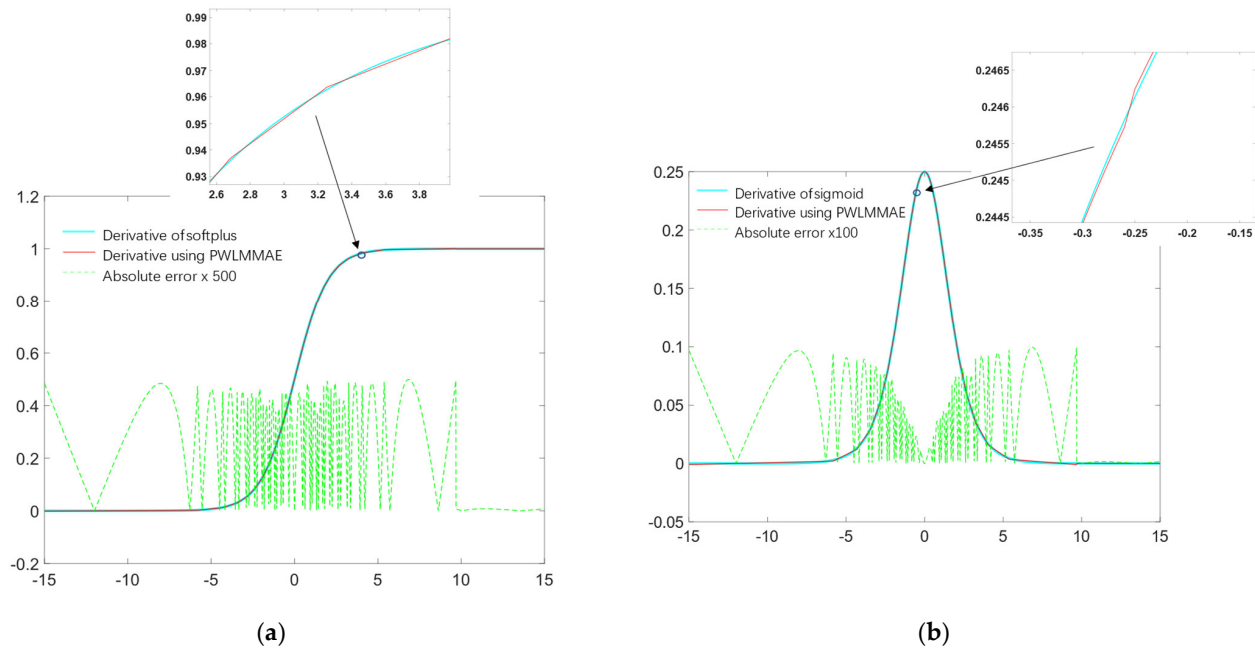 0.99
0.98
0.97
0.96
0.95
0.94
0.93
2.6 2.8 3 3.2 3.4 3.6 3.8
1.2
1
0.8
0.6
0.4
0.2
0
-0.2
-15 -10 -5 0 5 10 15
Derivative of softplus
Derivative using PWLMMAE
Absolute error x 500
(a)
0.2465
0.246
0.2455
0.245
0.2445
-0.35 -0.3 -0.25 -0.2 -0.15
0.25
0.2
0.15
0.1
0.05
0
-0.05
-15 -10 -5 0 5 10 15
Derivative of sigmoid
Derivative using PWLMMAE
Absolute error x100
(b)